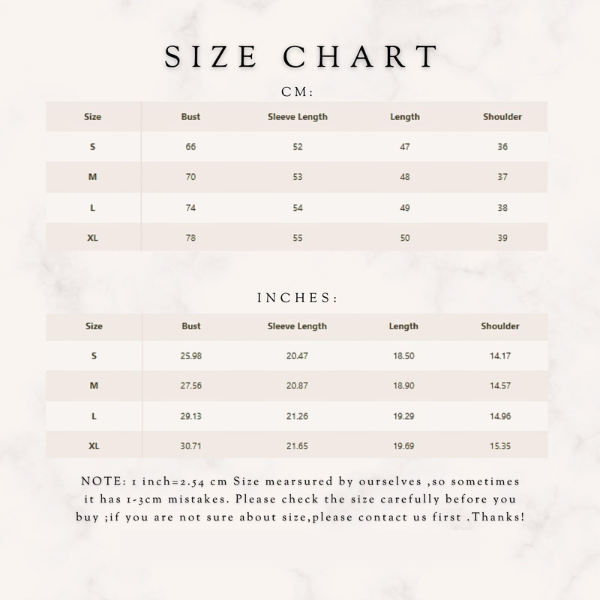 SIZE CHART
CM:
Size Bust Sleeve Length Length Shoulder
S 66 52 47 36
M 70 53 48 37
L 74 54 49 38
XL 78 55 50 39
INCHES:
Size Bust Sleeve Length Length Shoulder
S 25.98 20.47 18.50 14.17
M 27.56 20.87 18.90 14.57
L 29.13 21.26 19.29 14.96
XL 30.71 21.65 19.69 15.35
NOTE: 1 inch=2.54 cm Size mearsured by ourselves ,so sometimes
it has 1-3cm mistakes. Please check the size carefully before you
buy ;if you are not sure about size,please contact us first .Thanks!